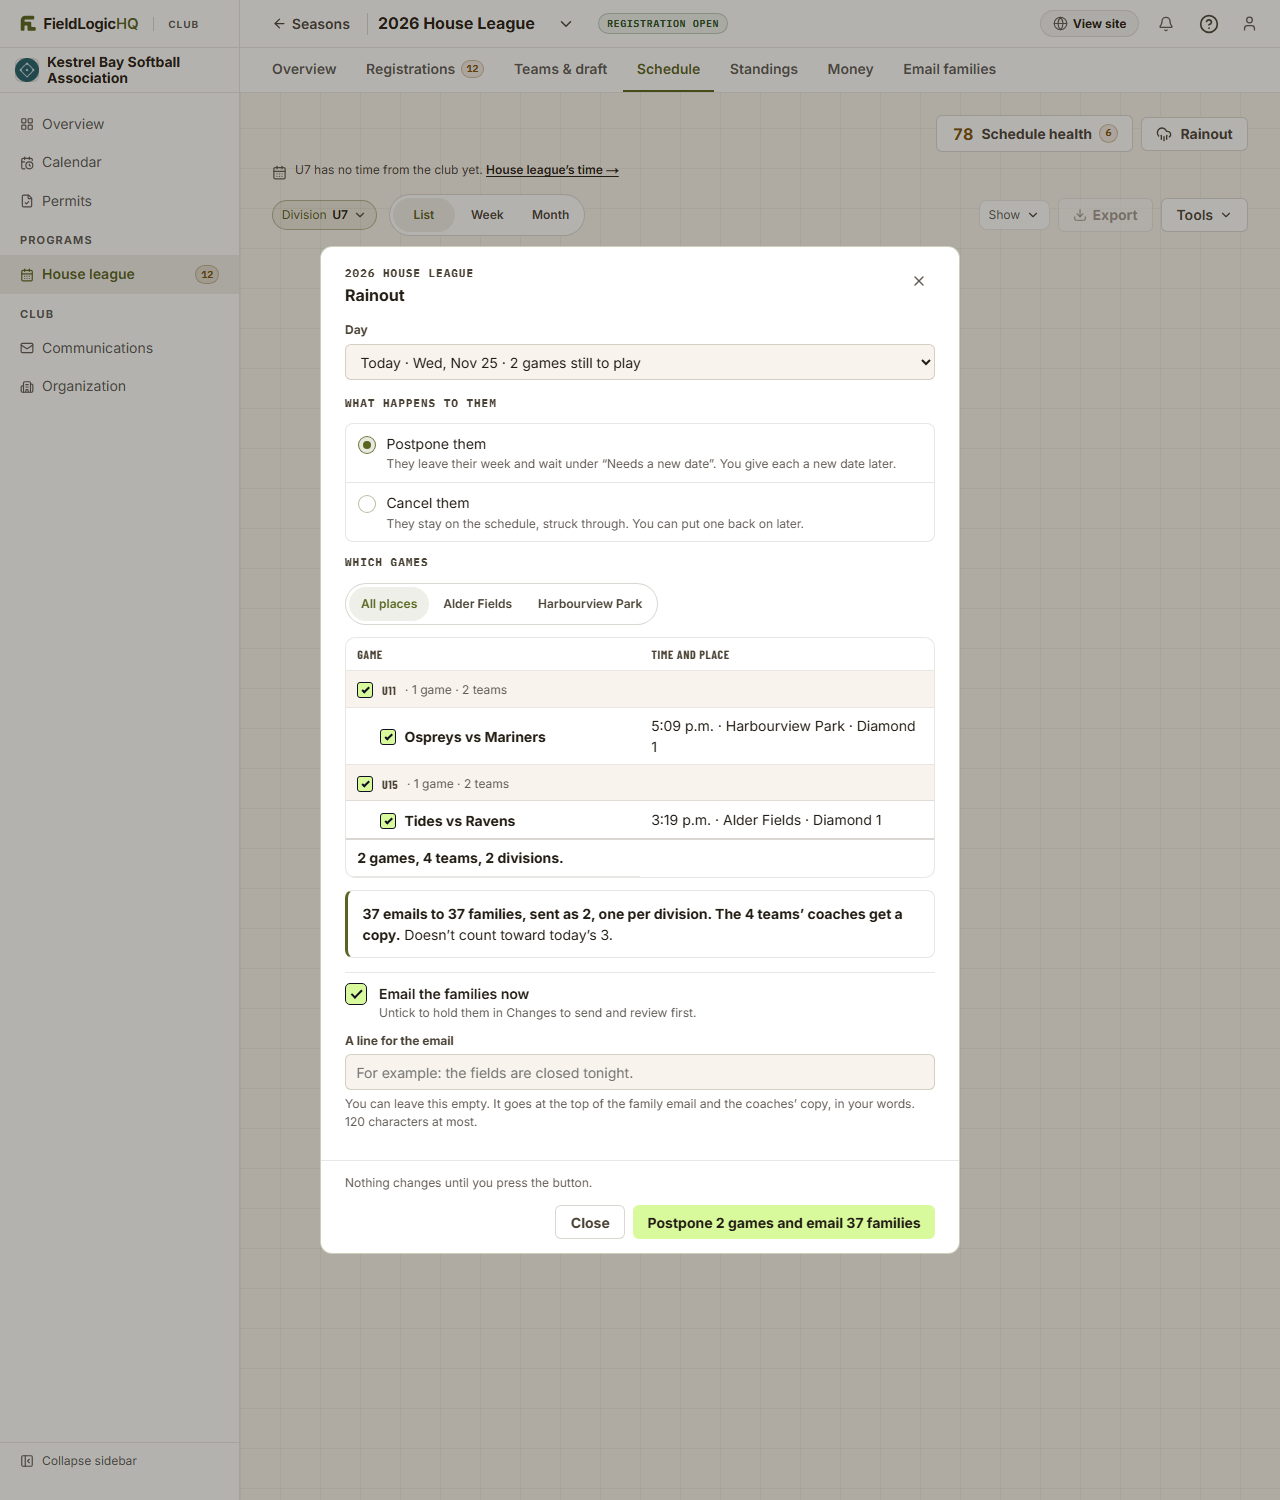 FieldLogicHQ CLUB
Seasons
2026 House League
REGISTRATION OPEN
View site
Kestrel Bay Softball
Association
Overview
Registrations 12
Teams & draft
Schedule
Standings
Money
Email families
Overview
Calendar
Permits
PROGRAMS
House league 12
CLUB
Communications
Organization
Collapse sidebar
78 Schedule health 6
Rainout
U7 has no time from the club yet. House league’s time →
Division U7
List
Week
Month
Show
Export
Tools
2026 HOUSE LEAGUE
Rainout
Day
Today · Wed, Nov 25 · 2 games still to play
WHAT HAPPENS TO THEM
Postpone them
They leave their week and wait under “Needs a new date”. You give each a new date later.
Cancel them
They stay on the schedule, struck through. You can put one back on later.
WHICH GAMES
All places
Alder Fields
Harbourview Park
GAME
TIME AND PLACE
U11 · 1 game · 2 teams
Ospreys vs Mariners
5:09 p.m. · Harbourview Park · Diamond
1
U15 · 1 game · 2 teams
Tides vs Ravens
3:19 p.m. · Alder Fields · Diamond 1
2 games, 4 teams, 2 divisions.
37 emails to 37 families, sent as 2, one per division. The 4 teams’ coaches get a
copy. Doesn’t count toward today’s 3.
Email the families now
Untick to hold them in Changes to send and review first.
A line for the email
For example: the fields are closed tonight.
You can leave this empty. It goes at the top of the family email and the coaches’ copy, in your words.
120 characters at most.
Nothing changes until you press the button.
Close
Postpone 2 games and email 37 families